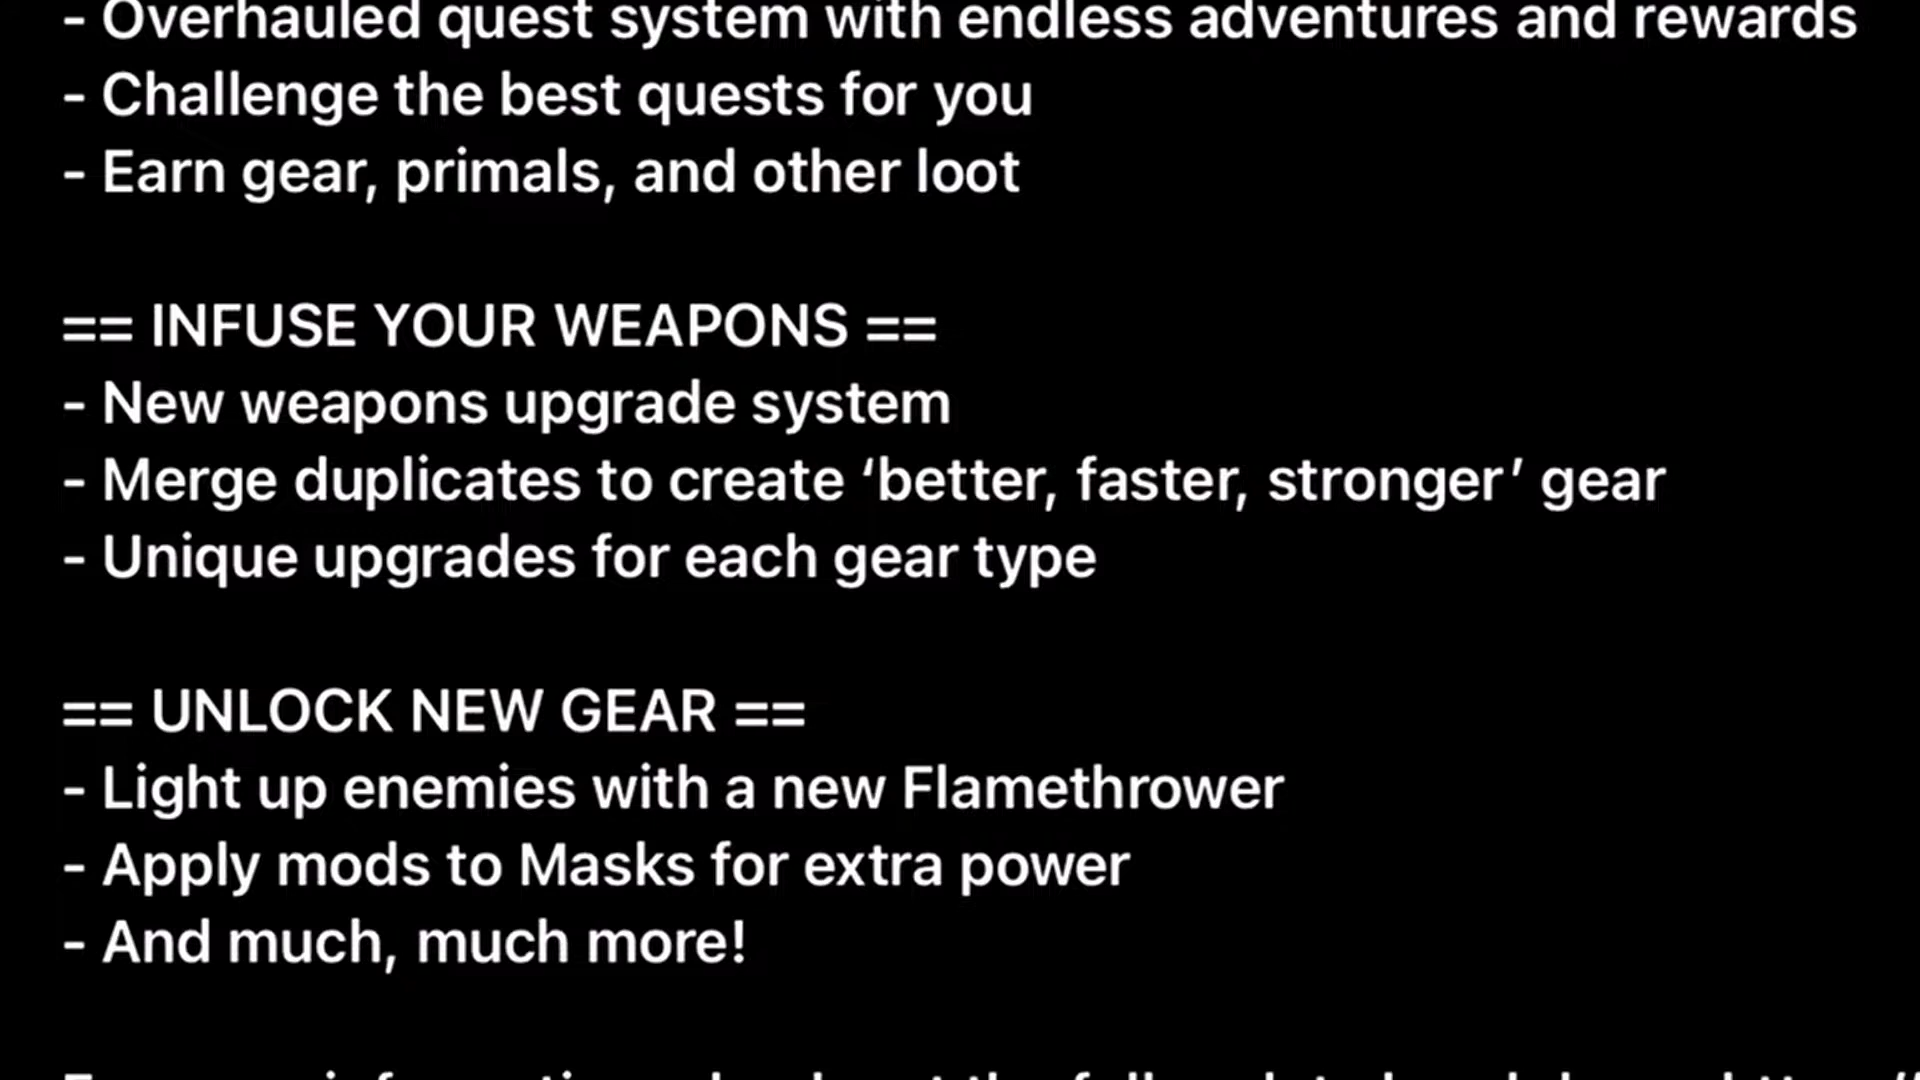 - Overhauled quest system with endless adventures and rewards
- Challenge the best quests for you
- Earn gear, primals, and other loot
== INFUSE YOUR WEAPONS ==
- New weapons upgrade system
- Merge duplicates to create ‘better, faster, stronger’ gear
- Unique upgrades for each gear type
== UNLOCK NEW GEAR ==
- Light up enemies with a new Flamethrower
- Apply mods to Masks for extra power
- And much, much more!